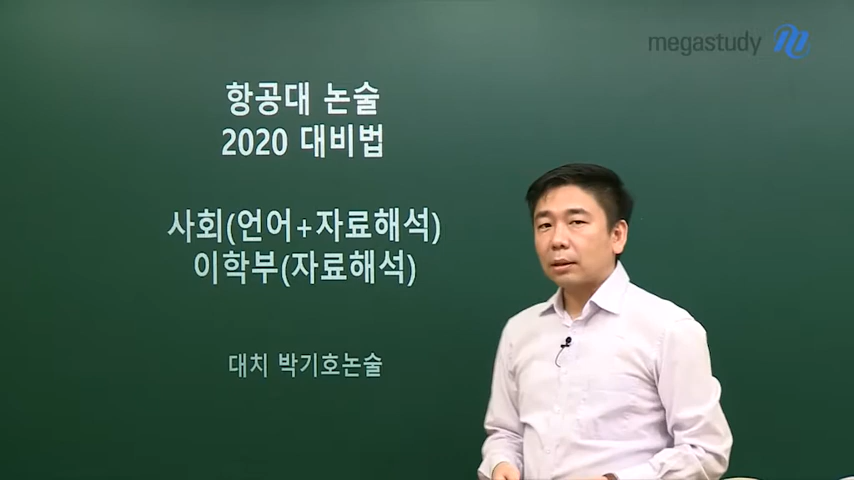 megastudy
항공대 논술
2020 대비법
사회(언어+자료해석)
이학부(자료해석)
대치 박기호논술